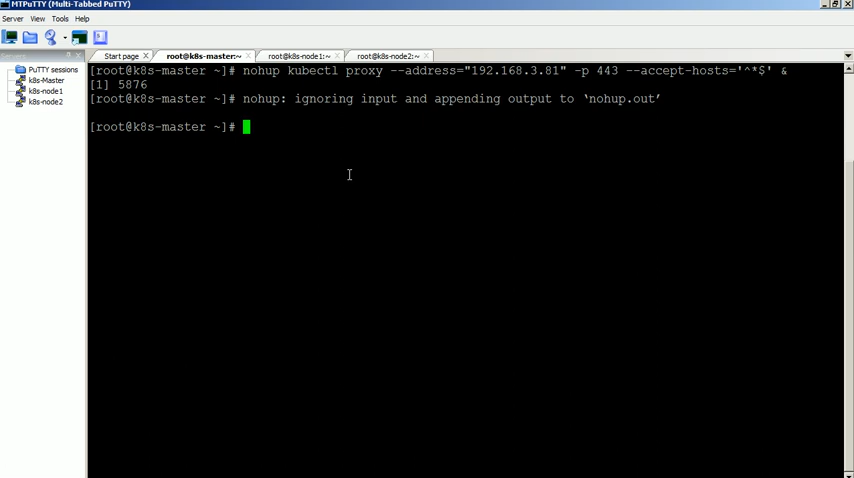 MTPuTTY (Multi-Tabbed PuTTY)
Server View Tools Help
Start page root@k8s-master:~ root@k8s-node1:~ root@k8s-node2:~
PuTTY sessions
k8s-Master
k8s-node1
k8s-node2
[root@k8s-master ~]# nohup kubectl proxy --address="192.168.3.81" -p 443 --accept-hosts='^*$' &
[1] 5876
[root@k8s-master ~]# nohup: ignoring input and appending output to ‘nohup.out’
[root@k8s-master ~]#